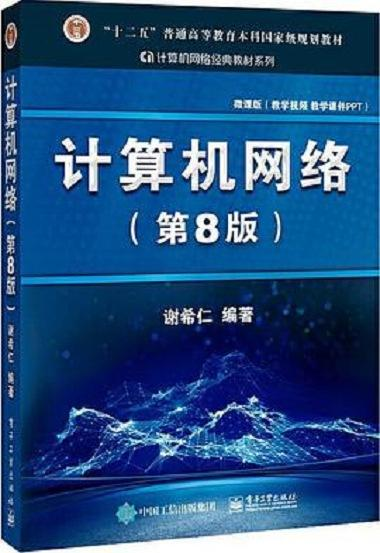 "十二五"普通高等教育本科国家级规划教材
计算机网络经典教材系列
微课版（教学视频 教学课件PPT）
计算机网络
（第8版）
谢希仁 编著
中国工信出版集团
电子工业出版社
计算机网络（第8版）
谢希仁 编著
电子工业出版社